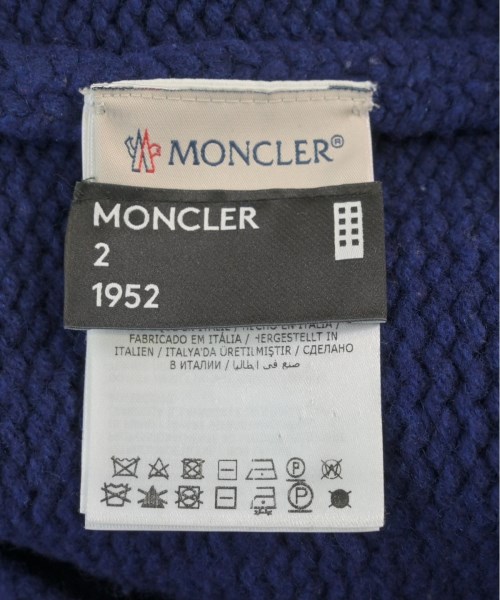 MONCLER®
MONCLER
2
1952
FABRICADO EM ITÁLIA / HERGESTELLT IN
ITALIEN / ITALYA'DA ÜRETILMIŞTIR / СДЕЛАНО
В ИТАЛИИ / صنع في ايطاليا
P
W
P